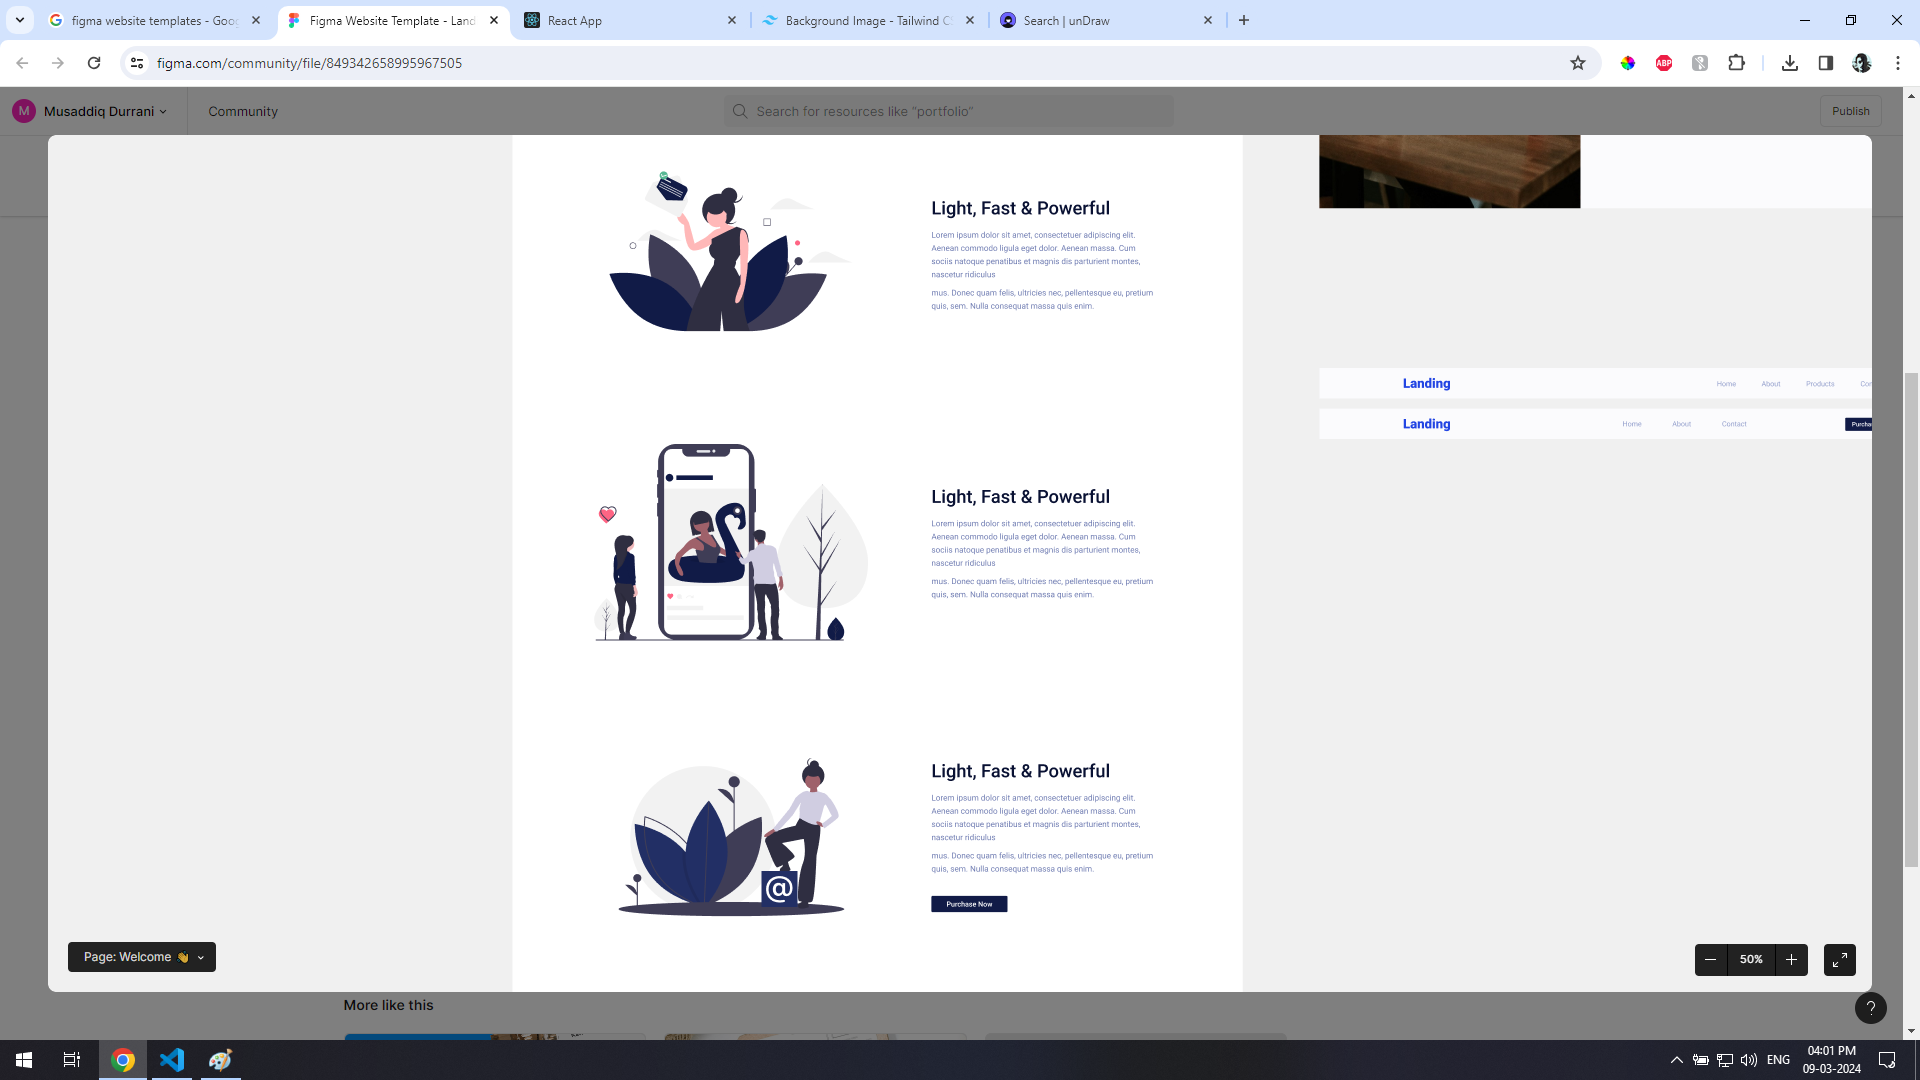 figma website templates - Goog
Figma Website Template - Land
React App
Background Image - Tailwind CS
Search | unDraw
figma.com/community/file/849342658995967505
ABP
M
Musaddiq Durrani
Community
Search for resources like “portfolio”
Publish
Light, Fast & Powerful
Lorem ipsum dolor sit amet, consectetuer adipiscing elit.
Aenean commodo ligula eget dolor. Aenean massa. Cum
sociis natoque penatibus et magnis dis parturient montes,
nascetur ridiculus
mus. Donec quam felis, ultricies nec, pellentesque eu, pretium
quis, sem. Nulla consequat massa quis enim.
Landing
Home
About
Products
Con
Landing
Home
About
Contact
Purcha
Light, Fast & Powerful
Lorem ipsum dolor sit amet, consectetuer adipiscing elit.
Aenean commodo ligula eget dolor. Aenean massa. Cum
sociis natoque penatibus et magnis dis parturient montes,
nascetur ridiculus
mus. Donec quam felis, ultricies nec, pellentesque eu, pretium
quis, sem. Nulla consequat massa quis enim.
Light, Fast & Powerful
Lorem ipsum dolor sit amet, consectetuer adipiscing elit.
Aenean commodo ligula eget dolor. Aenean massa. Cum
sociis natoque penatibus et magnis dis parturient montes,
nascetur ridiculus
mus. Donec quam felis, ultricies nec, pellentesque eu, pretium
quis, sem. Nulla consequat massa quis enim.
@
Purchase Now
Page: Welcome 👋
50%
More like this
?
ENG
04:01 PM
09-03-2024